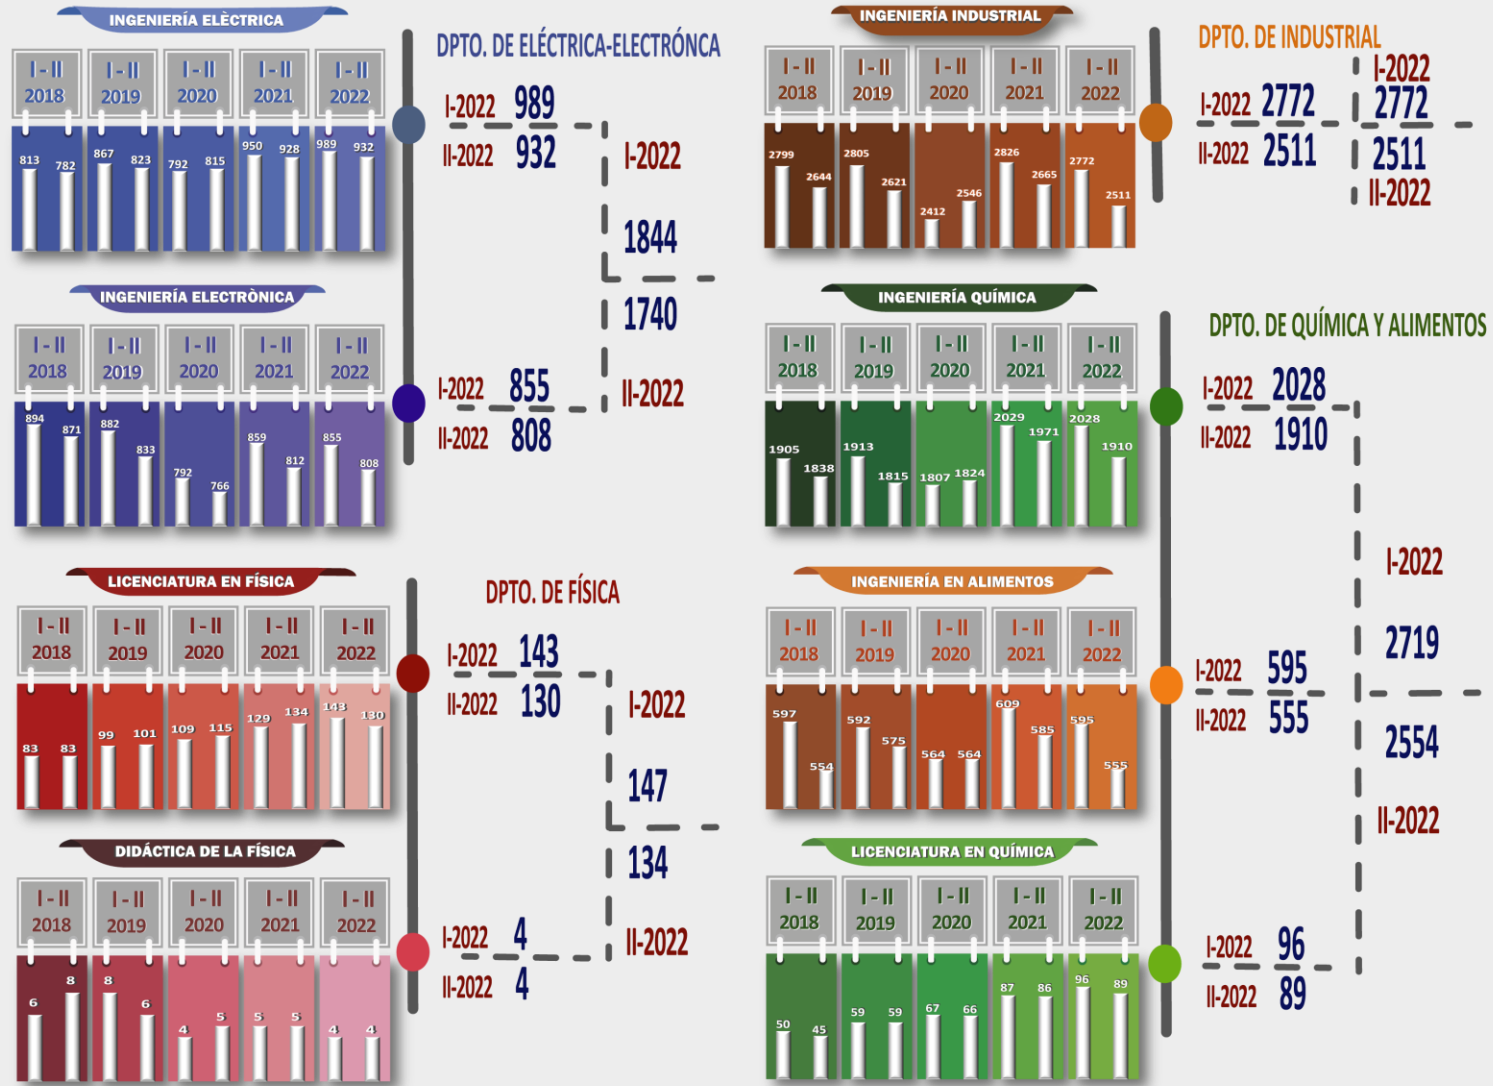 INGENIERÍA ELÈCTRICA
I - II
2018
I - II
2019
I - II
2020
I - II
2021
I - II
2022
813
782
867
823
792
815
950
928
989
932
DPTO. DE ELÉCTRICA-ELECTRÓNCA
I-2022 989
II-2022 932
I-2022
1844
1740
II-2022
INGENIERÍA ELECTRÒNICA
I - II
2018
I - II
2019
I - II
2020
I - II
2021
I - II
2022
894
871
882
833
792
766
859
812
855
808
I-2022 855
II-2022 808
LICENCIATURA EN FÍSICA
I - II
2018
I - II
2019
I - II
2020
I - II
2021
I - II
2022
83
83
99
101
109
115
129
134
143
130
DPTO. DE FÍSICA
I-2022 143
II-2022 130
I-2022
147
134
II-2022
DIDÁCTICA DE LA FÍSICA
I - II
2018
I - II
2019
I - II
2020
I - II
2021
I - II
2022
6
8
8
6
4
5
5
5
4
4
I-2022 4
II-2022 4
INGENIERÍA INDUSTRIAL
I - II
2018
I - II
2019
I - II
2020
I - II
2021
I - II
2022
2799
2644
2805
2621
2412
2546
2826
2665
2772
2511
DPTO. DE INDUSTRIAL
I-2022 2772
II-2022 2511
I-2022
2772
2511
II-2022
INGENIERÍA QUÍMICA
I - II
2018
I - II
2019
I - II
2020
I - II
2021
I - II
2022
1905
1838
1913
1815
1807
1824
2029
1971
2028
1910
DPTO. DE QUÍMICA Y ALIMENTOS
I-2022 2028
II-2022 1910
I-2022
2719
2554
II-2022
INGENIERÍA EN ALIMENTOS
I - II
2018
I - II
2019
I - II
2020
I - II
2021
I - II
2022
597
554
592
575
564
564
609
585
595
555
I-2022 595
II-2022 555
LICENCIATURA EN QUÍMICA
I - II
2018
I - II
2019
I - II
2020
I - II
2021
I - II
2022
50
45
59
59
67
66
87
86
96
89
I-2022 96
II-2022 89